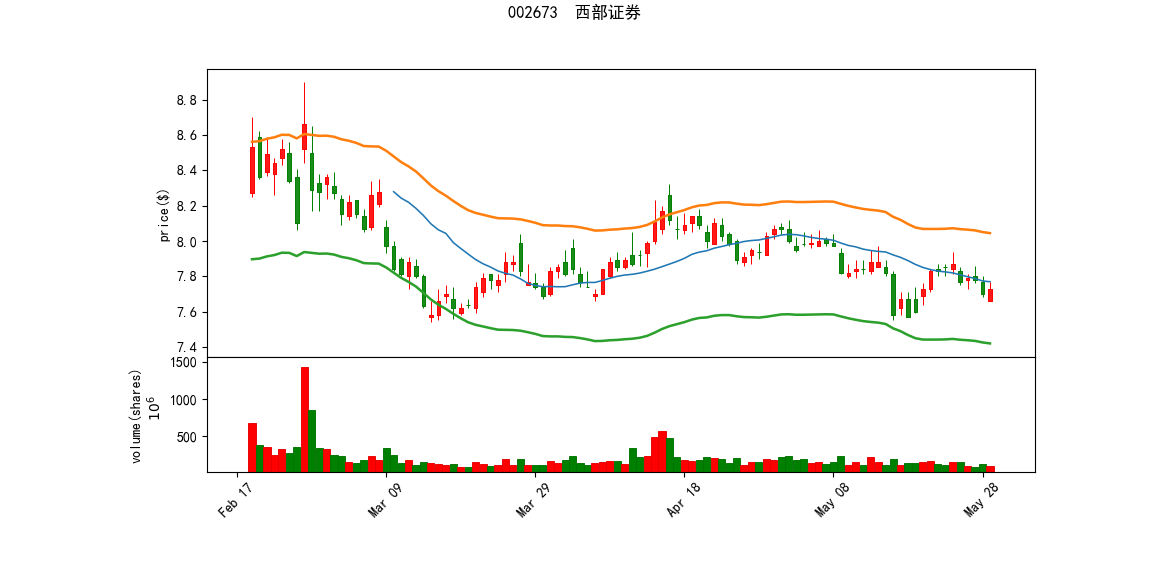 002673 西部证券
price($)
8.8
8.6
8.4
8.2
8.0
7.8
7.6
7.4
volume(shares)
10^6
1500
1000
500
Feb 17
Mar 09
Mar 29
Apr 18
May 08
May 28